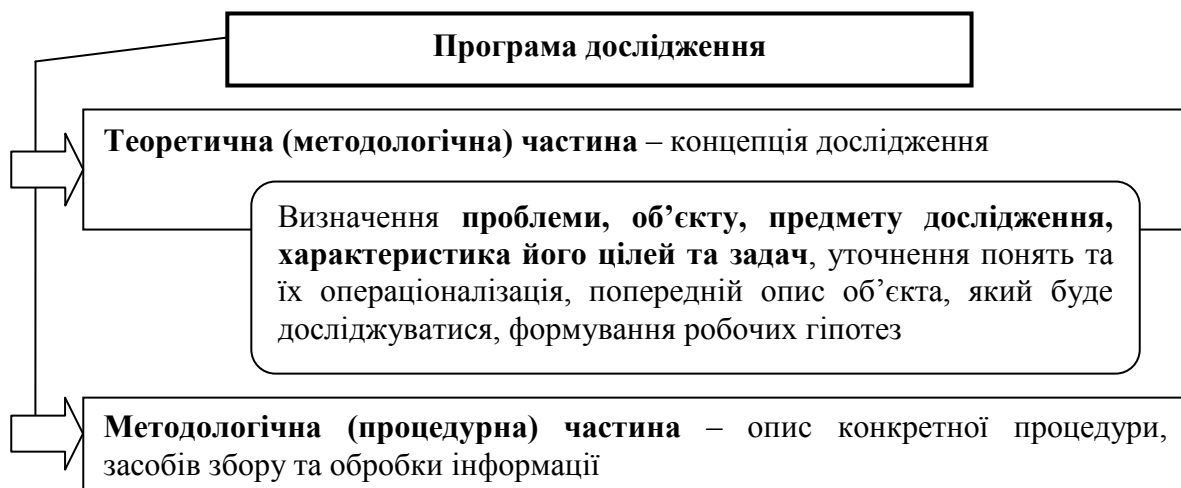 Програма дослідження
Теоретична (методологічна) частина – концепція дослідження
Визначення проблеми, об’єкту, предмету дослідження,
характеристика його цілей та задач, уточнення понять та
їх операціоналізація, попередній опис об’єкта, який буде
досліджуватися, формування робочих гіпотез
Методологічна (процедурна) частина – опис конкретної процедури,
засобів збору та обробки інформації